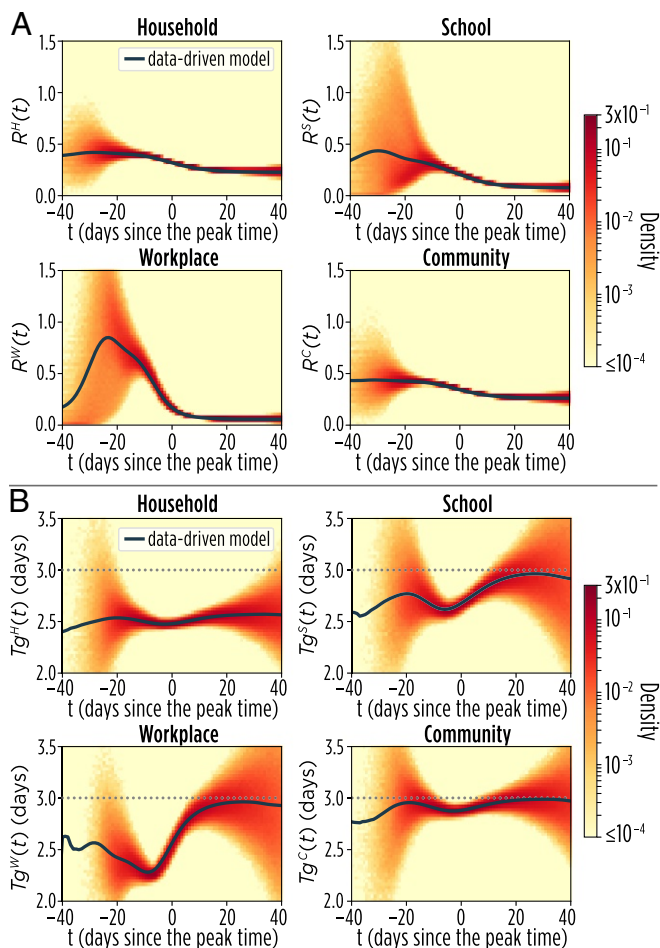 A
Household
School
data-driven model
R^H(t)
1.5
1.0
0.5
0.0
−40 −20 0 20 40
t (days since the peak time)
R^S(t)
1.5
1.0
0.5
0.0
−40 −20 0 20 40
t (days since the peak time)
Workplace
Community
R^W(t)
1.5
1.0
0.5
0.0
−40 −20 0 20 40
t (days since the peak time)
R^C(t)
1.5
1.0
0.5
0.0
−40 −20 0 20 40
t (days since the peak time)
3x10⁻¹
10⁻¹
10⁻²
10⁻³
≤10⁻⁴
Density
B
Household
School
data-driven model
Tg^H(t) (days)
3.5
3.0
2.5
2.0
−40 −20 0 20 40
t (days since the peak time)
Tg^S(t) (days)
3.5
3.0
2.5
2.0
−40 −20 0 20 40
t (days since the peak time)
Workplace
Community
Tg^W(t) (days)
3.5
3.0
2.5
2.0
−40 −20 0 20 40
t (days since the peak time)
Tg^C(t) (days)
3.5
3.0
2.5
2.0
−40 −20 0 20 40
t (days since the peak time)
3x10⁻¹
10⁻¹
10⁻²
10⁻³
≤10⁻⁴
Density